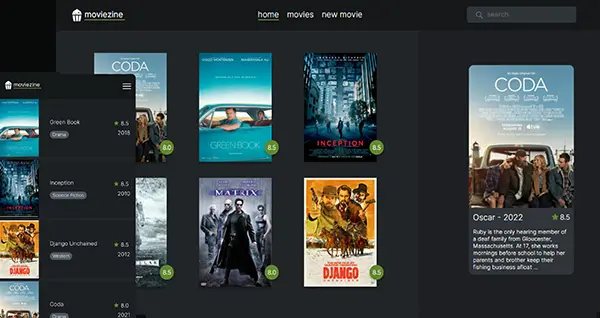 moviezine
home
movies
new movie
search
CODA
8.0
GREEN BOOK
8.5
INCEPTION
8.5
8.5
MATRIX
8.0
DJANGO
8.5
CODA
Oscar - 2022
8.5
Ruby is the only hearing member of
a deaf family from Gloucester,
Massachusetts. At 17, she works
mornings before school to help her
parents and brother keep their
fishing business afloat ...
moviezine
Green Book
8.5
Drama
2018
Inception
8.5
Science Fiction
2010
Django Unchained
8.5
Western
2012
DJANGO
Coda
8.0
Drama
2021
CODA